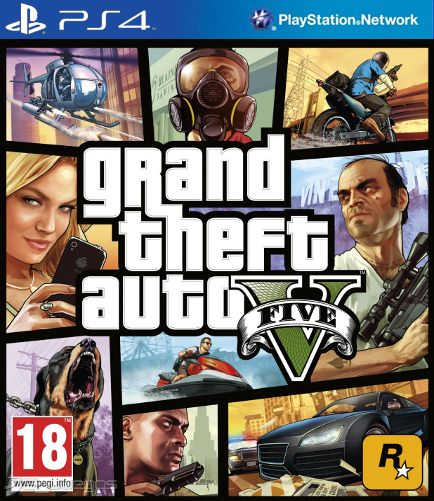 PS4
PlayStation®Network
grand
theft
auto
V
FIVE
18
www.pegi.info
R